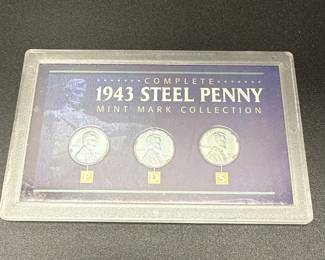 COMPLETE
1943 STEEL PENNY
MINT MARK COLLECTION
P D S